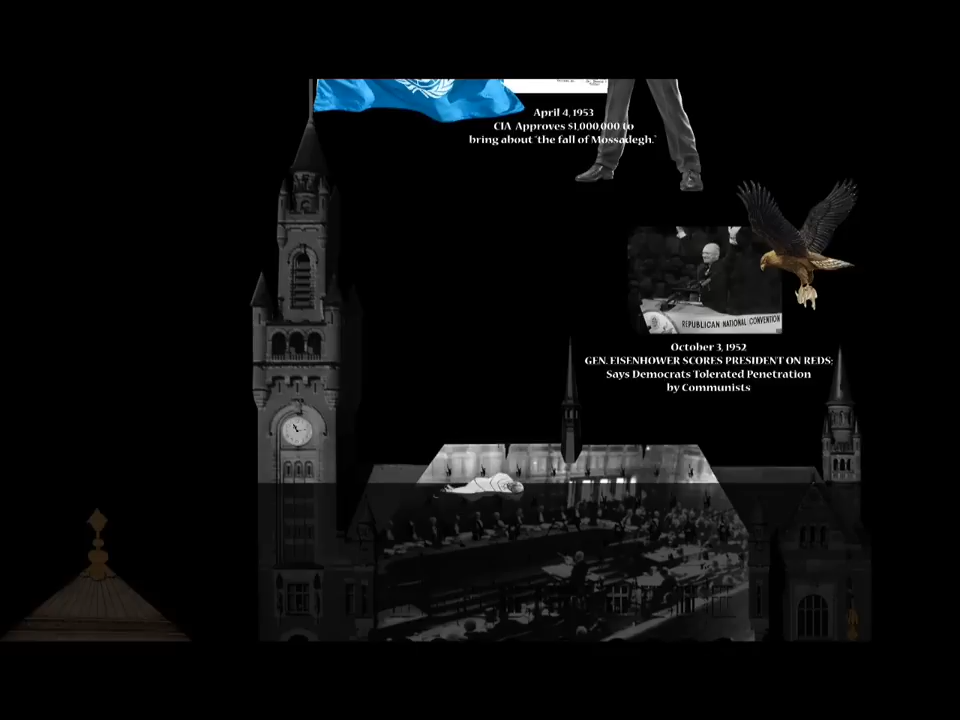 April 4, 1953
CIA Approves $1,000,000 to
bring about "the fall of Mossadegh."
REPUBLICAN NATIONAL CONVENTION
October 3, 1952
GEN. EISENHOWER SCORES PRESIDENT ON REDS;
Says Democrats Tolerated Penetration
by Communists